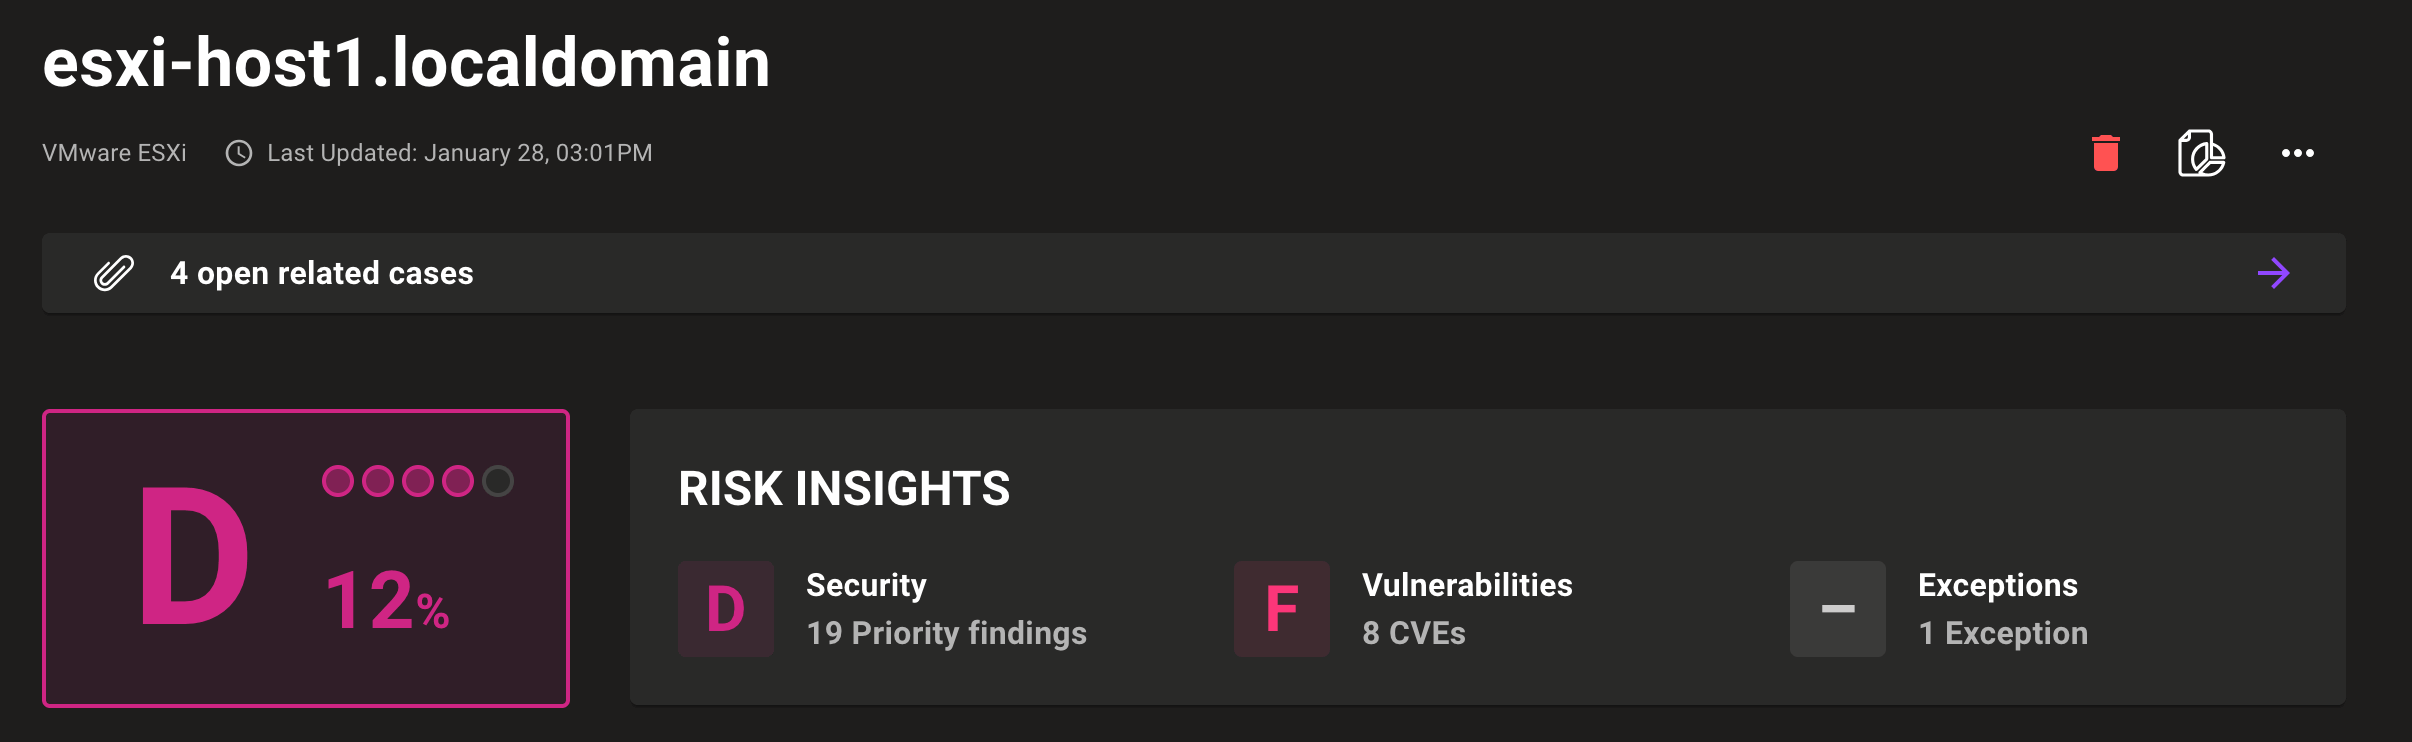 esxi-host1.localdomain
VMware ESXi Last Updated: January 28, 03:01PM
4 open related cases
D
12%
RISK INSIGHTS
D Security
19 Priority findings
F Vulnerabilities
8 CVEs
– Exceptions
1 Exception